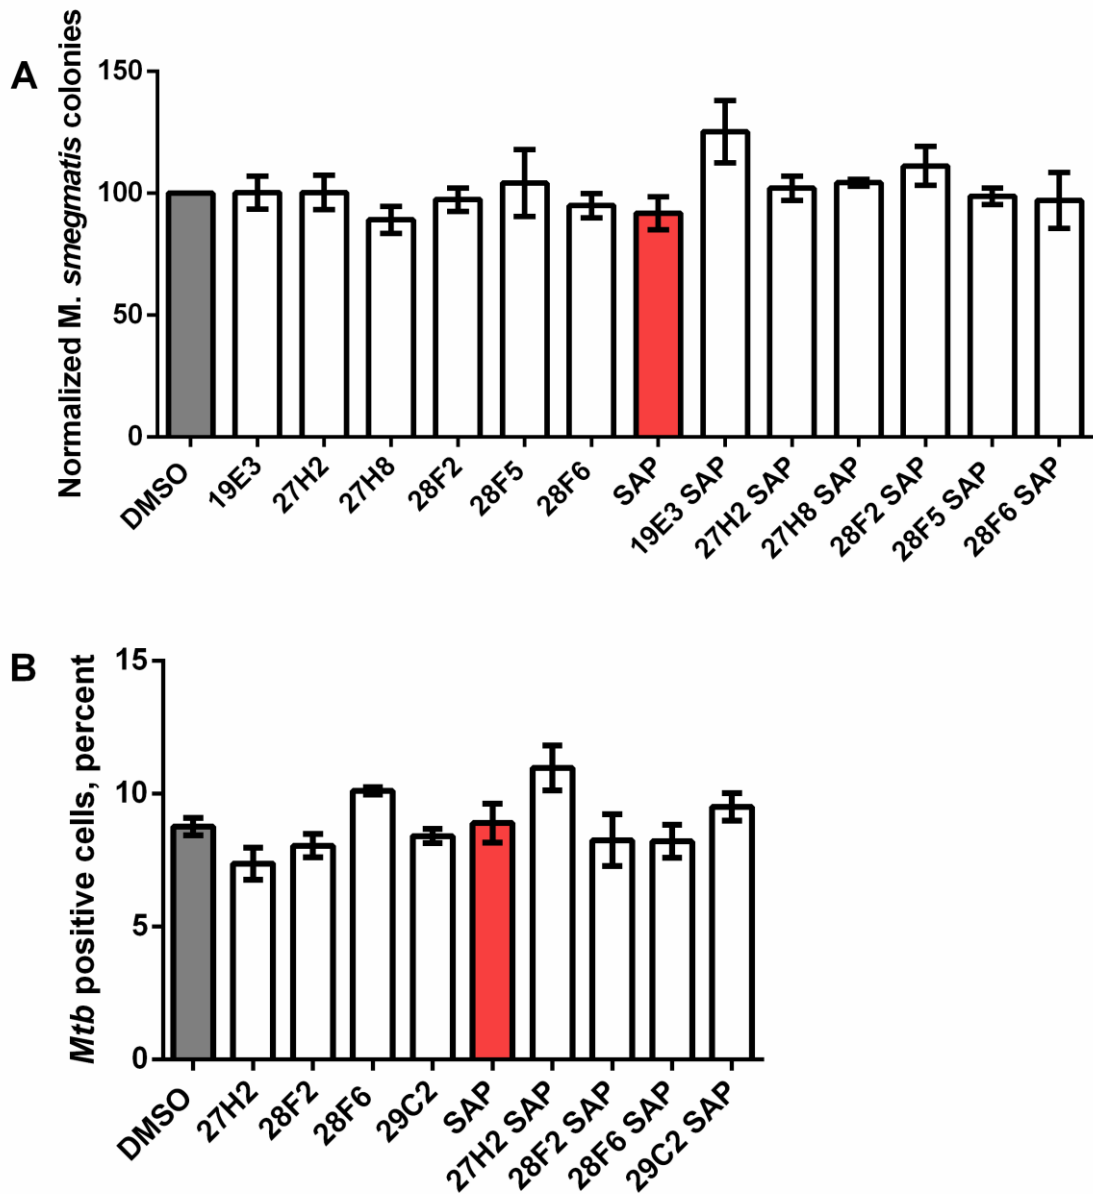 A
Normalized M. smegmatis colonies
150
100
50
0
DMSO
19E3
27H2
27H8
28F2
28F5
28F6
SAP
19E3 SAP
27H2 SAP
27H8 SAP
28F2 SAP
28F5 SAP
28F6 SAP
B
Mtb positive cells, percent
15
10
5
0
DMSO
27H2
28F2
28F6
29C2
SAP
27H2 SAP
28F2 SAP
28F6 SAP
29C2 SAP